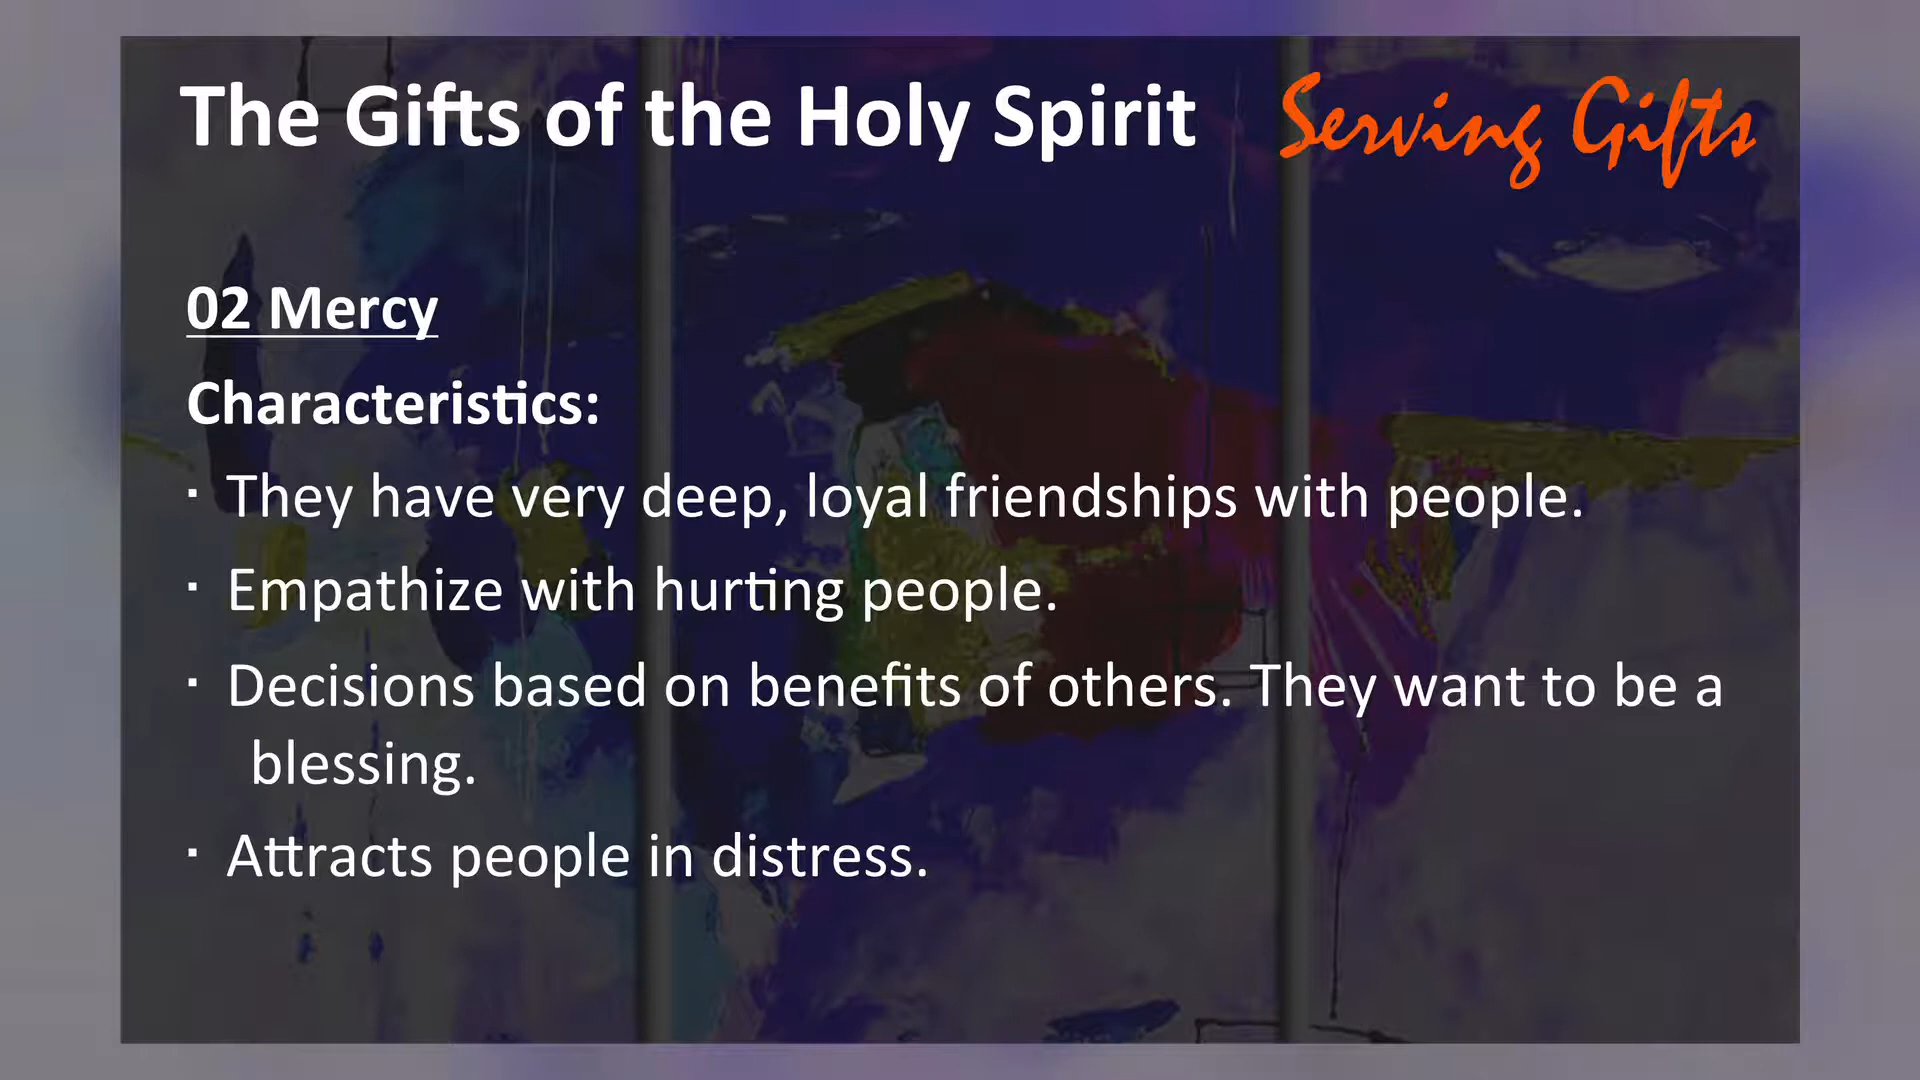 The Gifts of the Holy Spirit
Serving Gifts
02 Mercy
Characteristics:
· They have very deep, loyal friendships with people.
· Empathize with hurting people.
· Decisions based on benefits of others. They want to be a
blessing.
· Attracts people in distress.